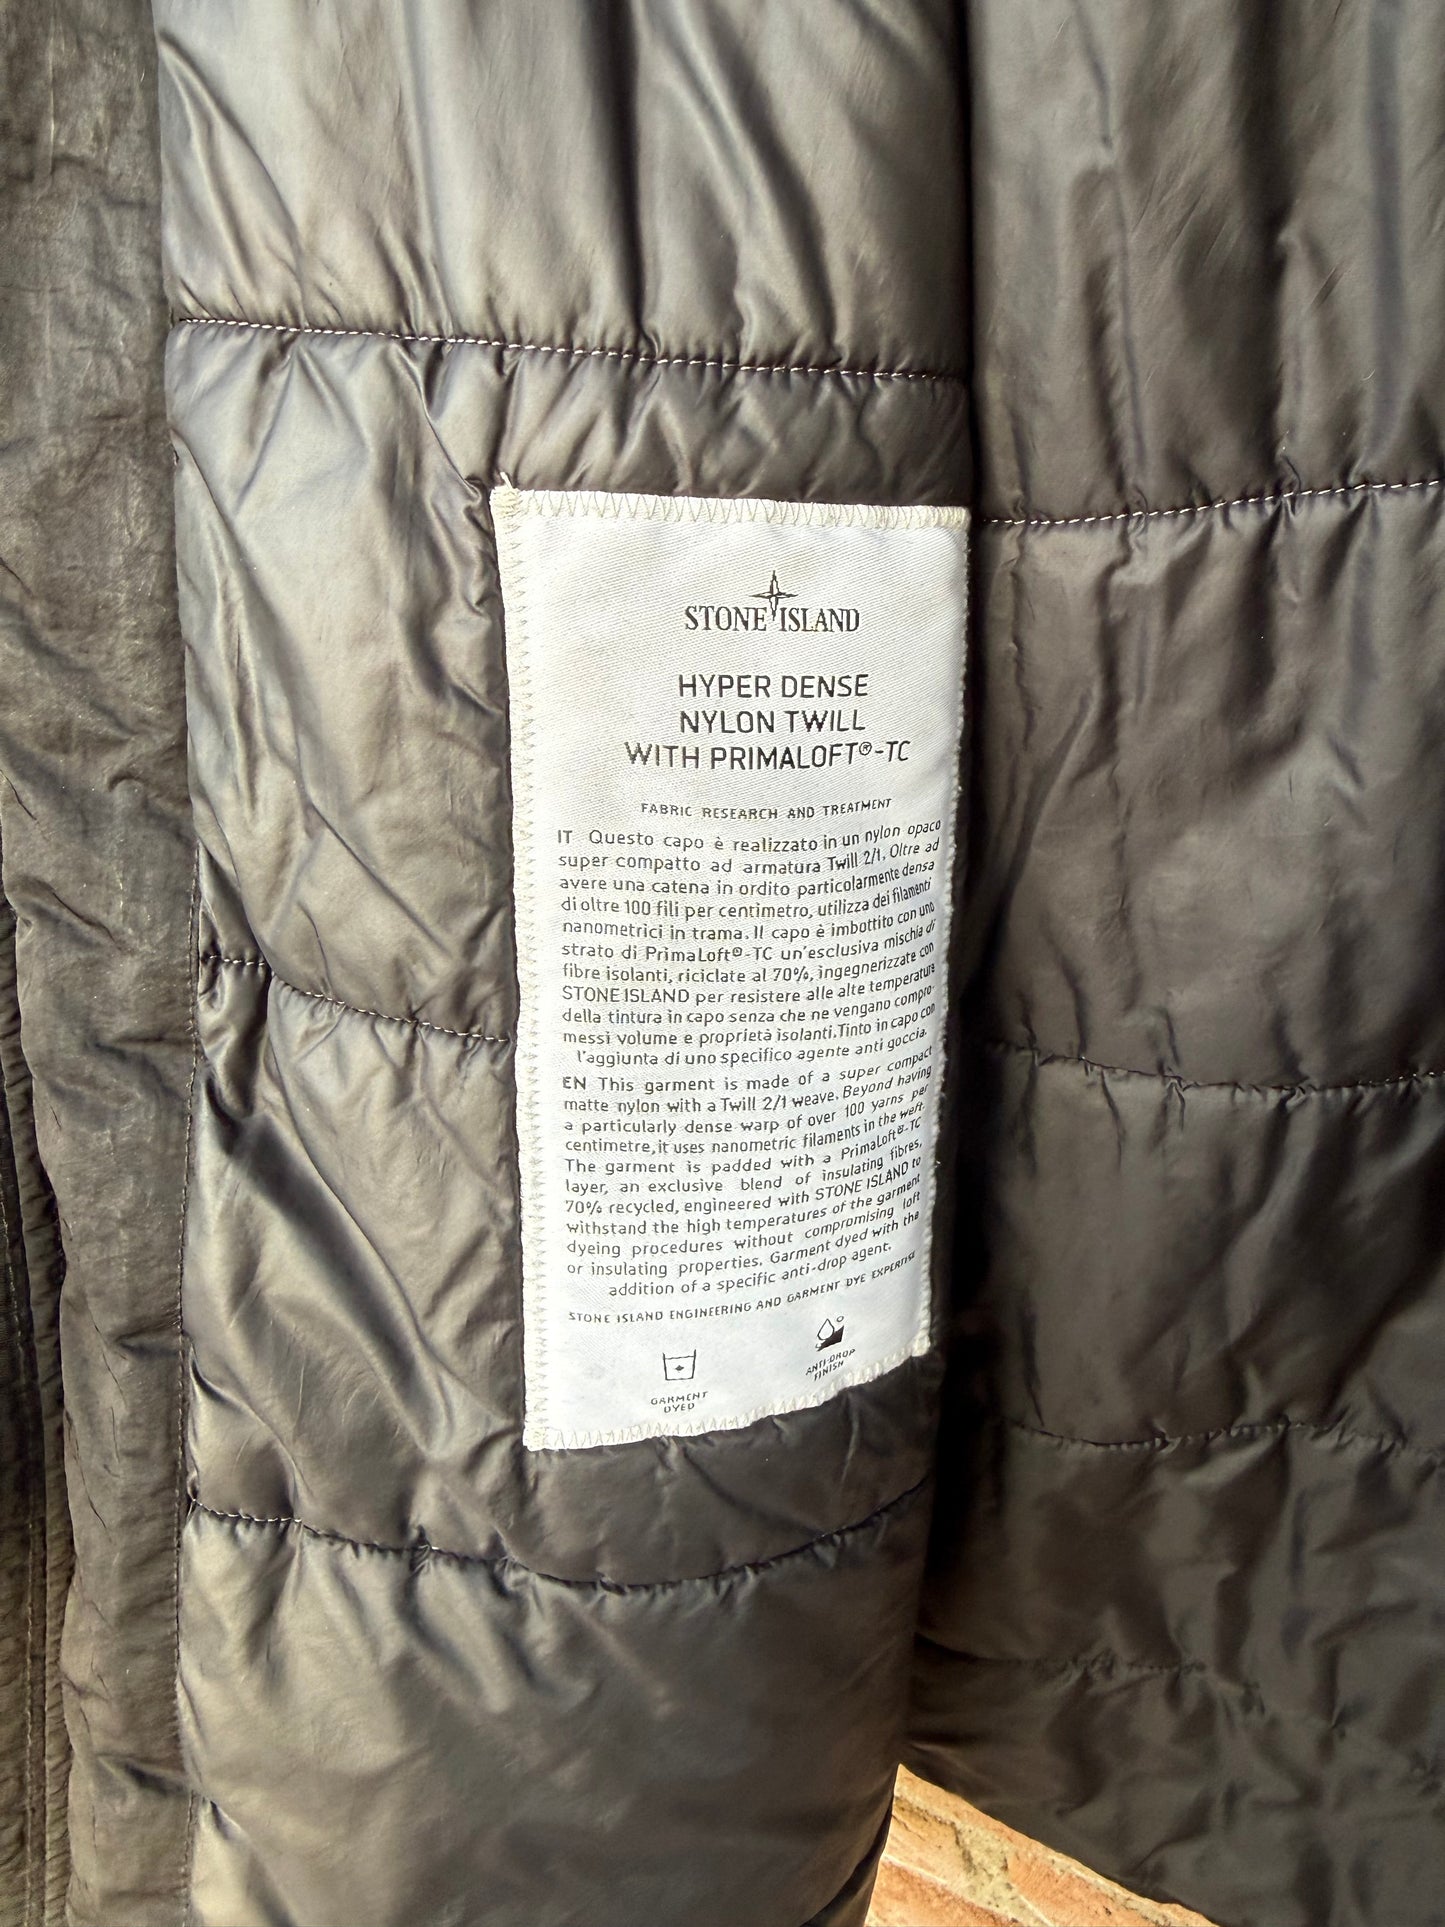 STONE ISLAND
HYPER DENSE
NYLON TWILL
WITH PRIMALOFT®-TC
FABRIC RESEARCH AND TREATMENT
IT Questo capo è realizzato in un nylon opaco
super compatto ad armatura Twill 2/1. Oltre ad
avere una catena in ordito particolarmente densa
di oltre 100 fili per centimetro, utilizza dei filamenti
nanometrici in trama. Il capo è imbottito con uno
strato di PrimaLoft®-TC un'esclusiva mischia di
fibre isolanti, riciclate al 70%, ingegnerizzate con
STONE ISLAND per resistere alle alte temperature
della tintura in capo senza che ne vengano compro-
messi volume e proprietà isolanti. Tinto in capo con
l'aggiunta di uno specifico agente anti goccia.
EN This garment is made of a super compact
matte nylon with a Twill 2/1 weave. Beyond having
a particularly dense warp of over 100 yarns per
centimetre, it uses nanometric filaments in the weft.
The garment is padded with a PrimaLoft®-TC
layer, an exclusive blend of insulating fibres,
70% recycled, engineered with STONE ISLAND to
withstand the high temperatures of the garment
dyeing procedures without compromising loft
or insulating properties. Garment dyed with the
addition of a specific anti-drop agent.
STONE ISLAND ENGINEERING AND GARMENT DYE EXPERTISE
GARMENT
DYED
ANTI-DROP
FINISH